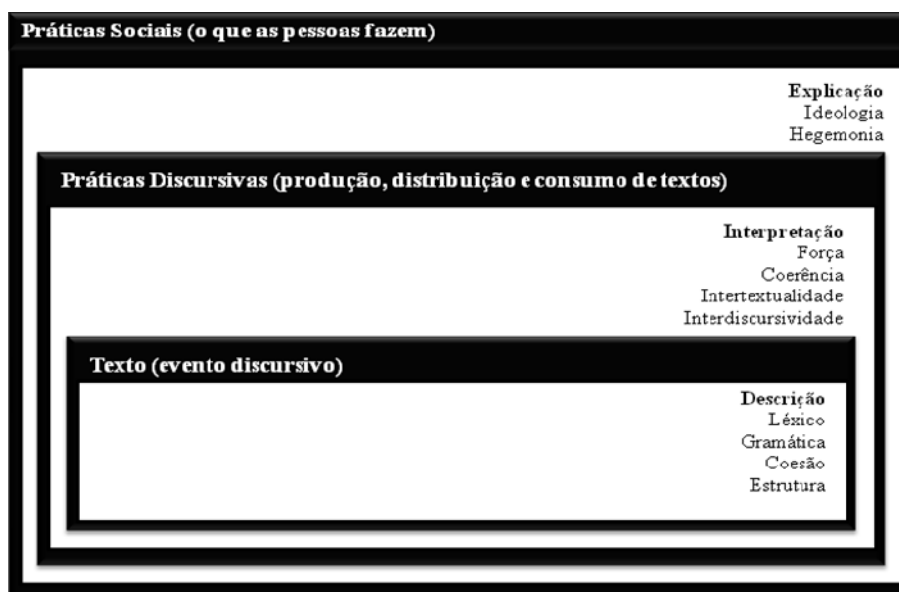 Práticas Sociais (o que as pessoas fazem)
Explicação
Ideologia
Hegemonia
Práticas Discursivas (produção, distribuição e consumo de textos)
Interpretação
Força
Coerência
Intertextualidade
Interdiscursividade
Texto (evento discursivo)
Descrição
Léxico
Gramática
Coesão
Estrutura